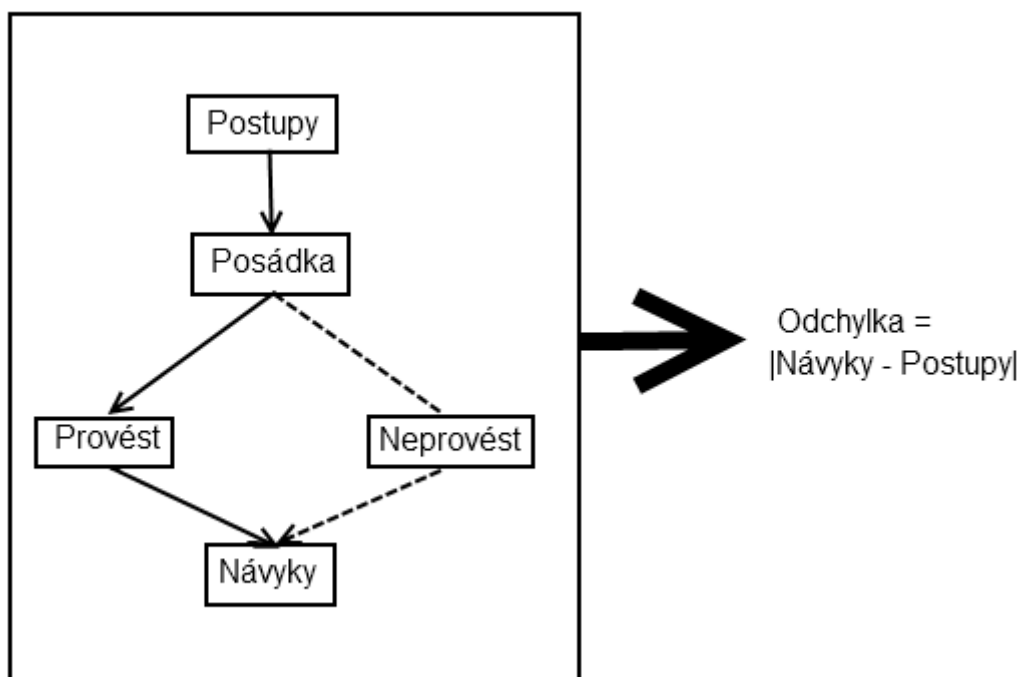 Postupy
Posádka
Provést
Neprovést
Návyky
Odchylka =
|Návyky - Postupy|